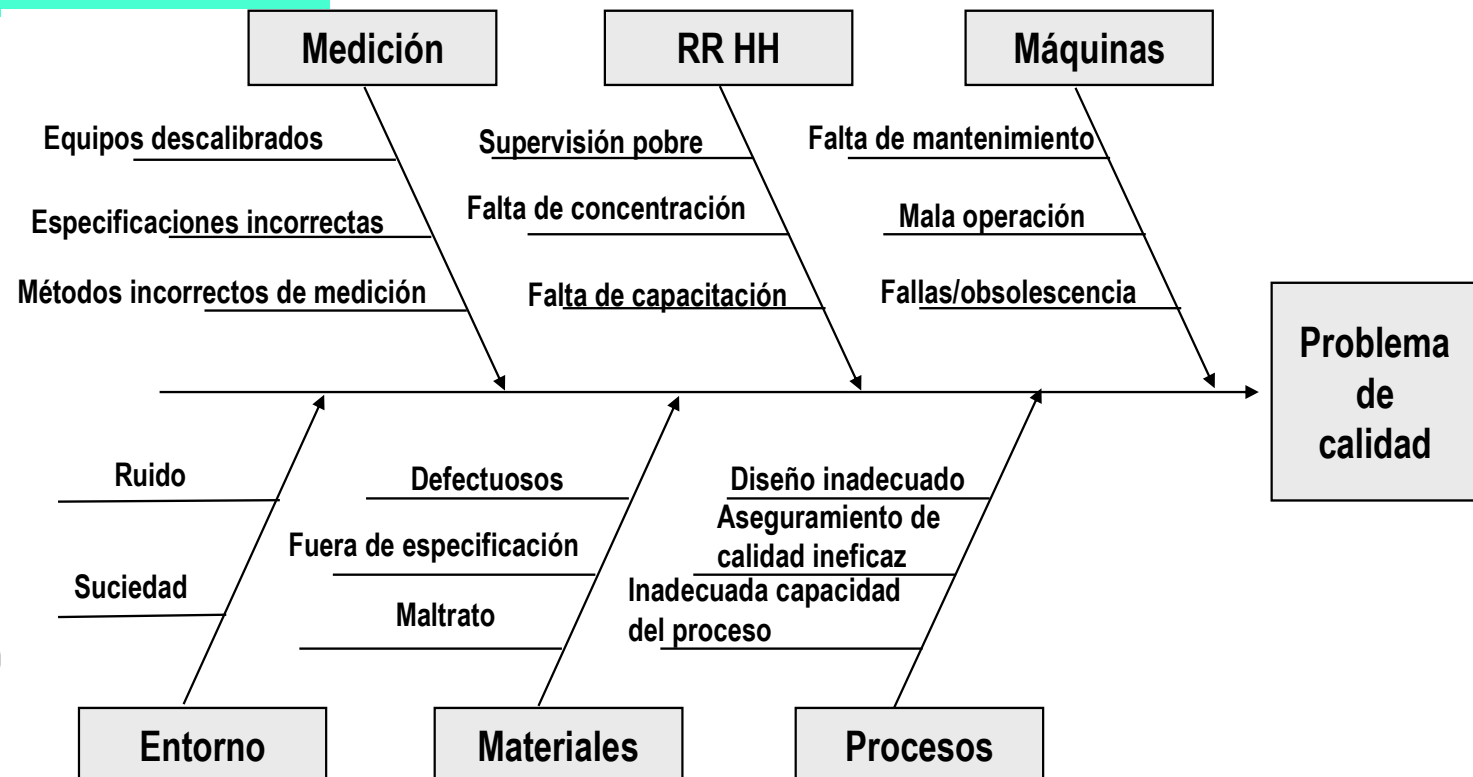 Medición
RR HH
Máquinas
Equipos descalibrados
Supervisión pobre
Falta de mantenimiento
Especificaciones incorrectas
Falta de concentración
Mala operación
Métodos incorrectos de medición
Falta de capacitación
Fallas/obsolescencia
Problema
de
calidad
Ruido
Defectuosos
Diseño inadecuado
Aseguramiento de
calidad ineficaz
Fuera de especificación
Suciedad
Maltrato
Inadecuada capacidad
del proceso
Entorno
Materiales
Procesos